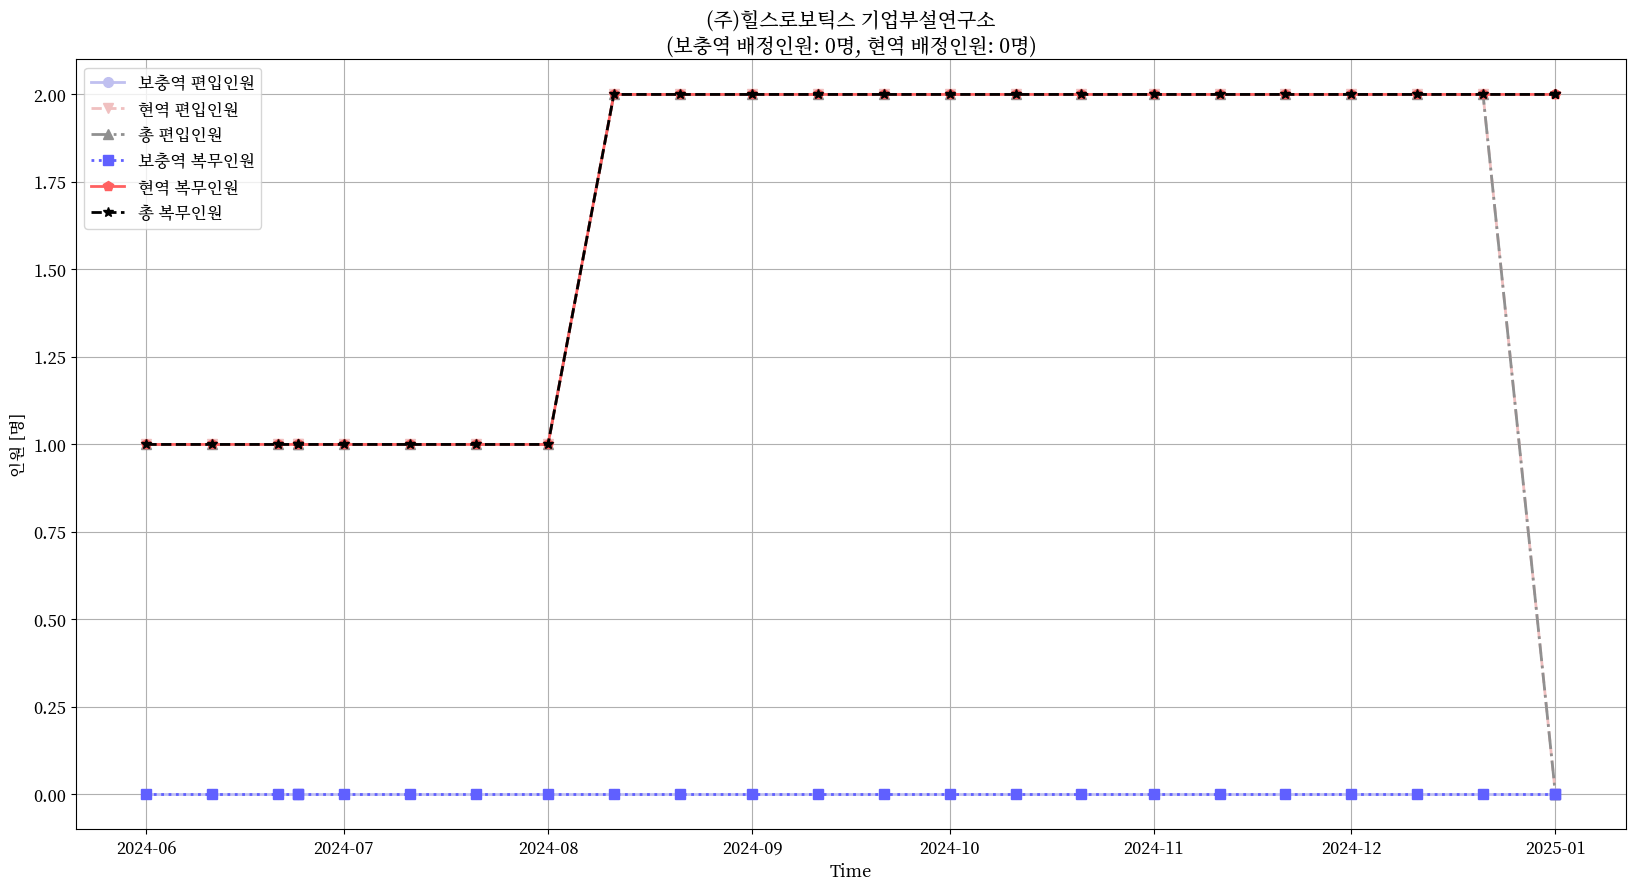 (주)힐스로보틱스 기업부설연구소
(보충역 배정인원: 0명, 현역 배정인원: 0명)
보충역 편입인원
현역 편입인원
총 편입인원
보충역 복무인원
현역 복무인원
총 복무인원
인원 [명]
2.00
1.75
1.50
1.25
1.00
0.75
0.50
0.25
0.00
2024-06 2024-07 2024-08 2024-09 2024-10 2024-11 2024-12 2025-01
Time